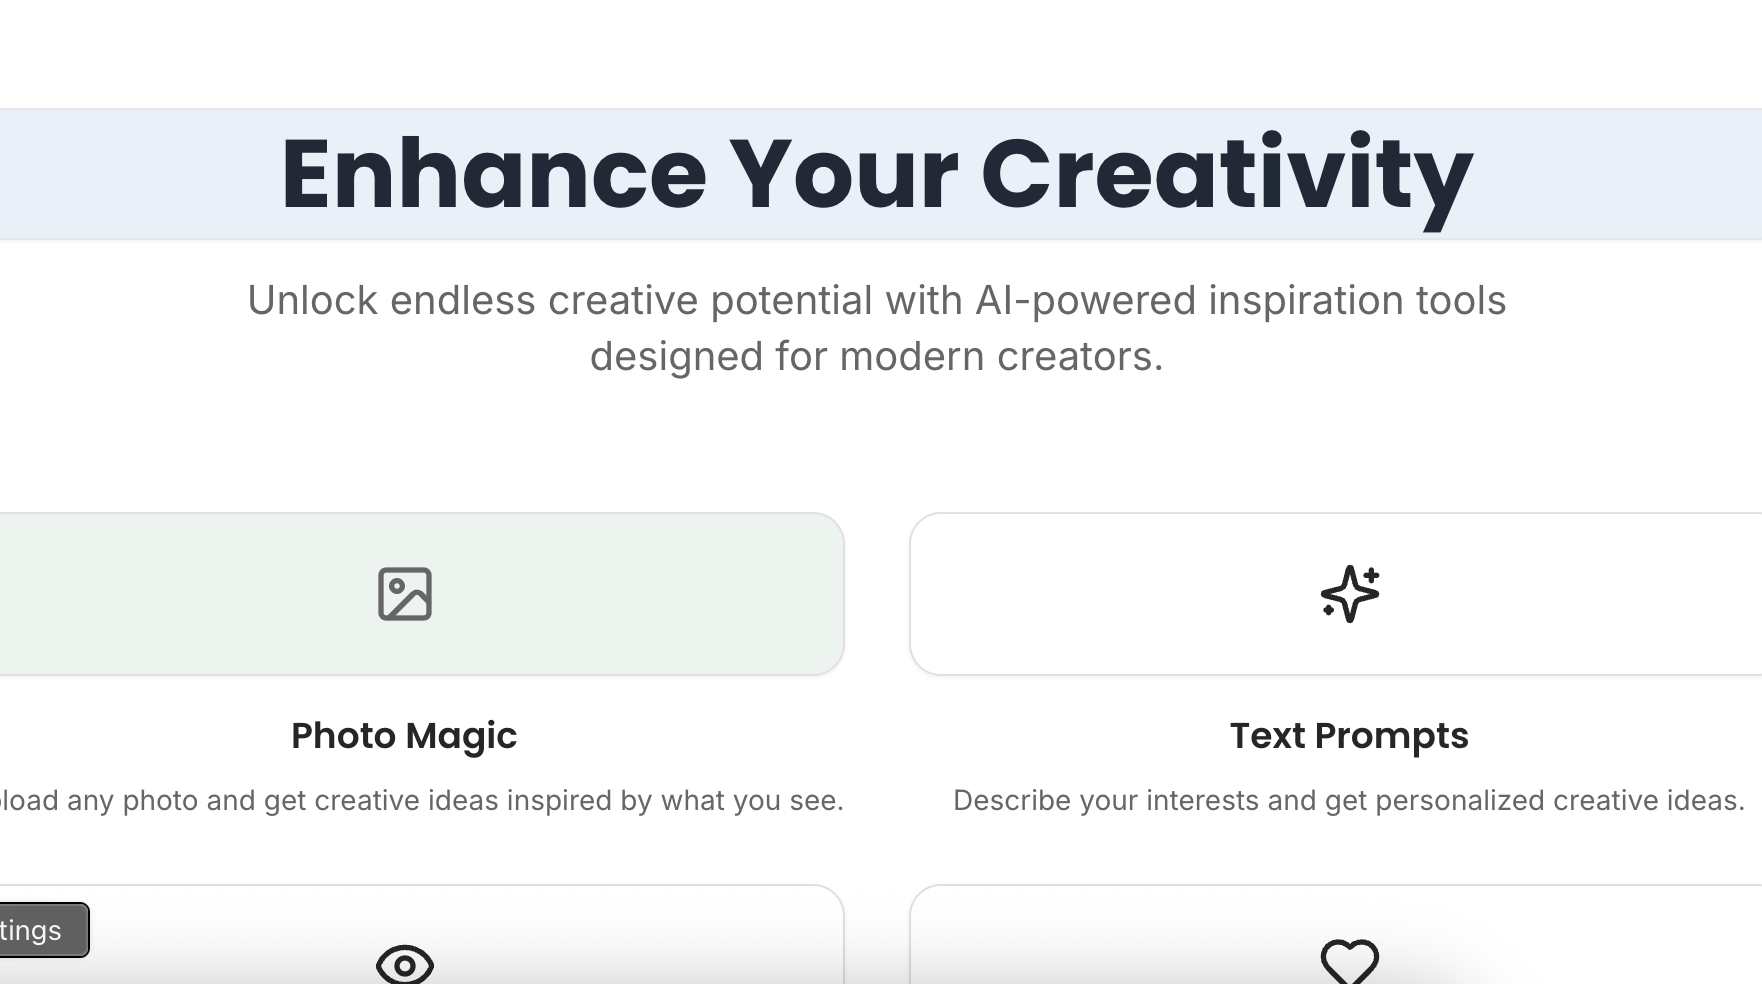 Enhance Your Creativity
Unlock endless creative potential with AI-powered inspiration tools
designed for modern creators.
Photo Magic
Text Prompts
load any photo and get creative ideas inspired by what you see.
Describe your interests and get personalized creative ideas.
tings